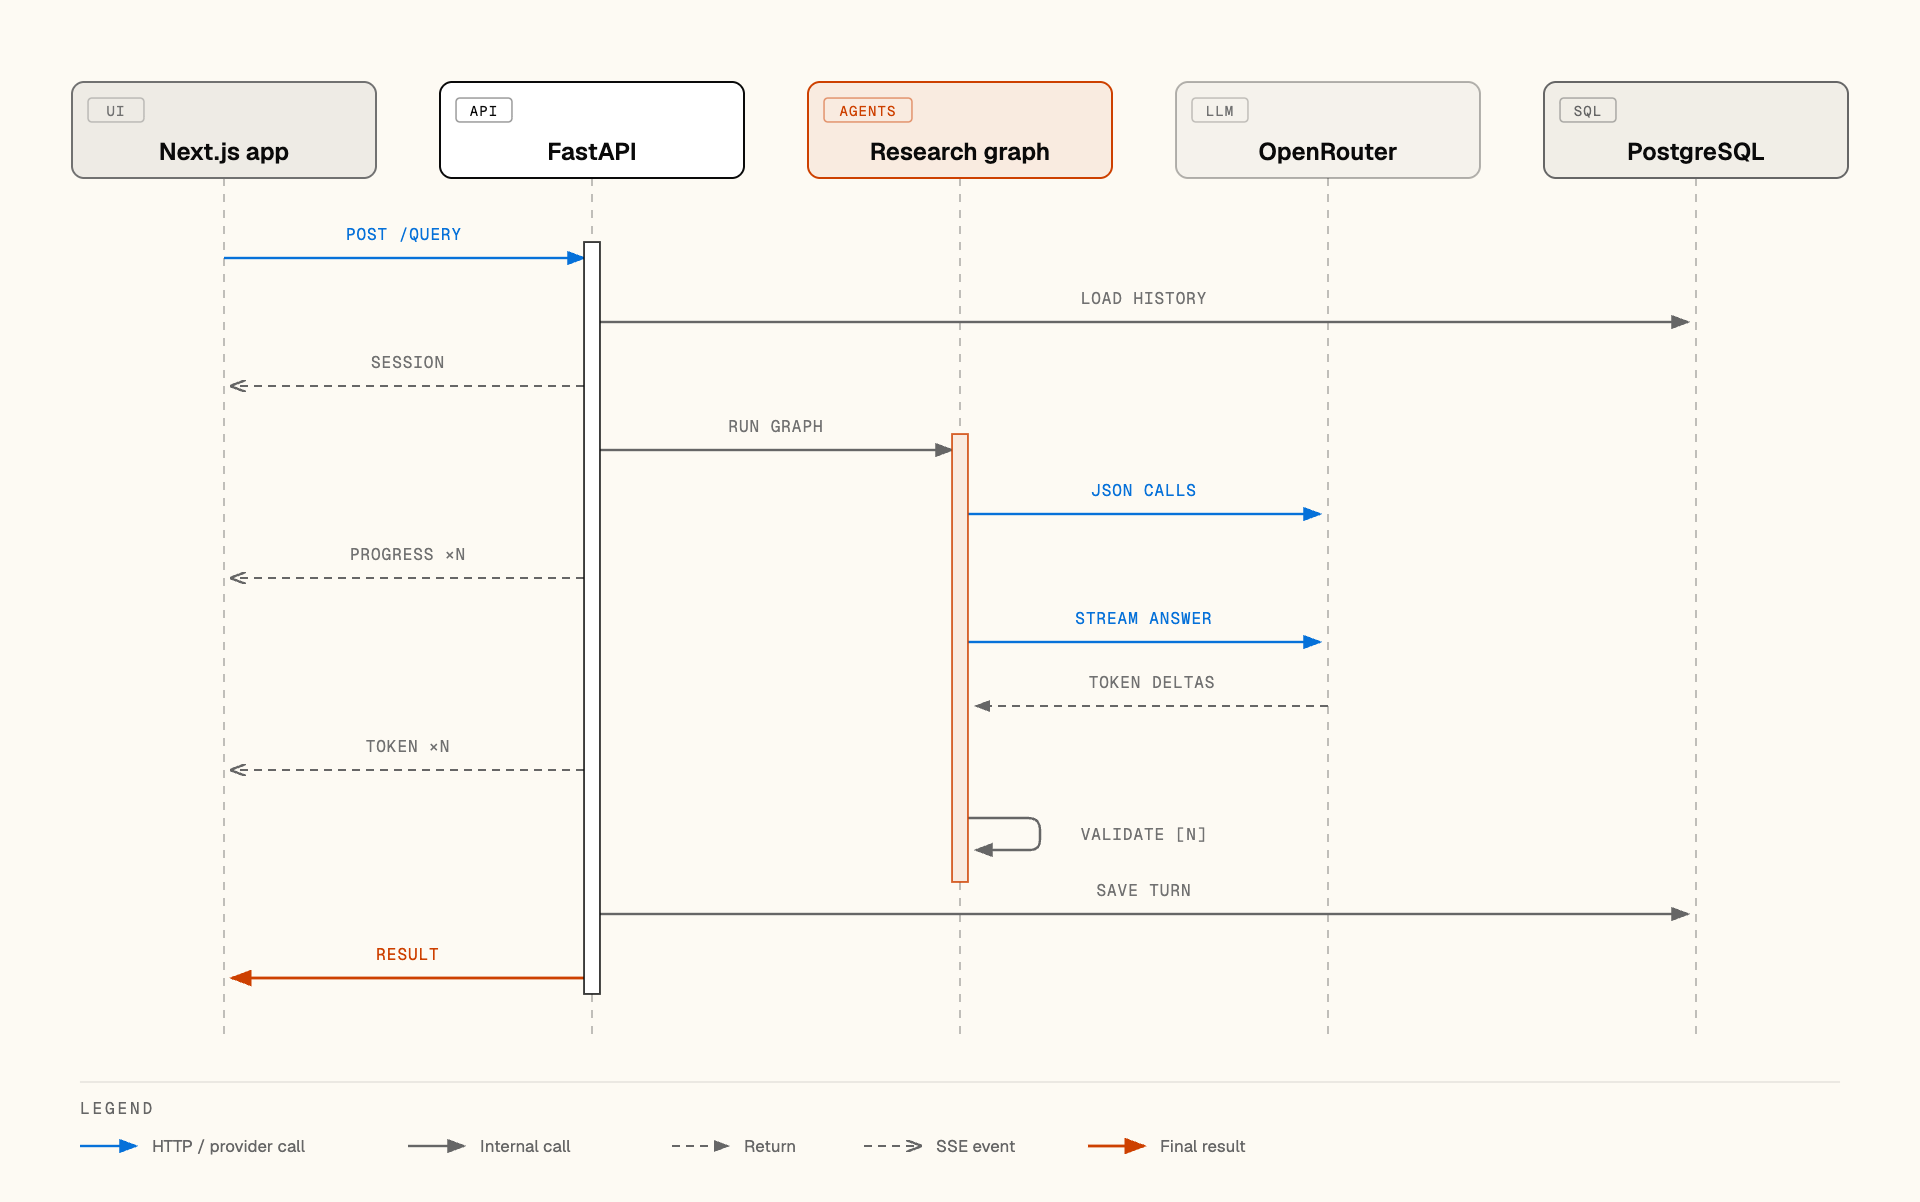 UI
Next.js app
API
FastAPI
AGENTS
Research graph
LLM
OpenRouter
SQL
PostgreSQL
POST /QUERY
LOAD HISTORY
SESSION
RUN GRAPH
JSON CALLS
PROGRESS ×N
STREAM ANSWER
TOKEN DELTAS
TOKEN ×N
VALIDATE [N]
SAVE TURN
RESULT
LEGEND
HTTP / provider call
Internal call
Return
SSE event
Final result